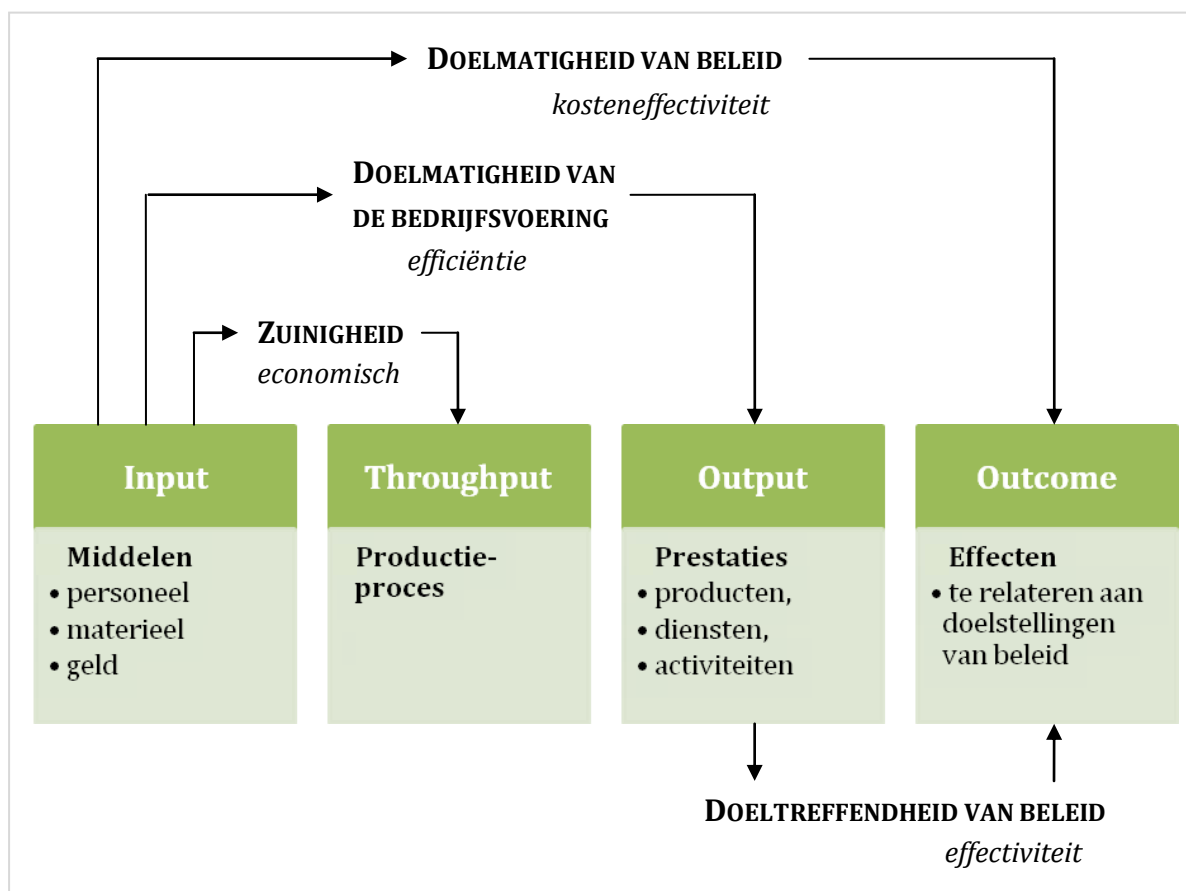 DOELMATIGHEID VAN BELEID
kosteneffectiviteit
DOELMATIGHEID VAN
DE BEDRIJFSVOERING
efficiëntie
ZUINIGHEID
economisch
Input
Middelen
• personeel
• materieel
• geld
Throughput
Productie-
proces
Output
Prestaties
• producten,
• diensten,
• activiteiten
Outcome
Effecten
• te relateren aan
doelstellingen
van beleid
DOELTREFFENDHEID VAN BELEID
effectiviteit